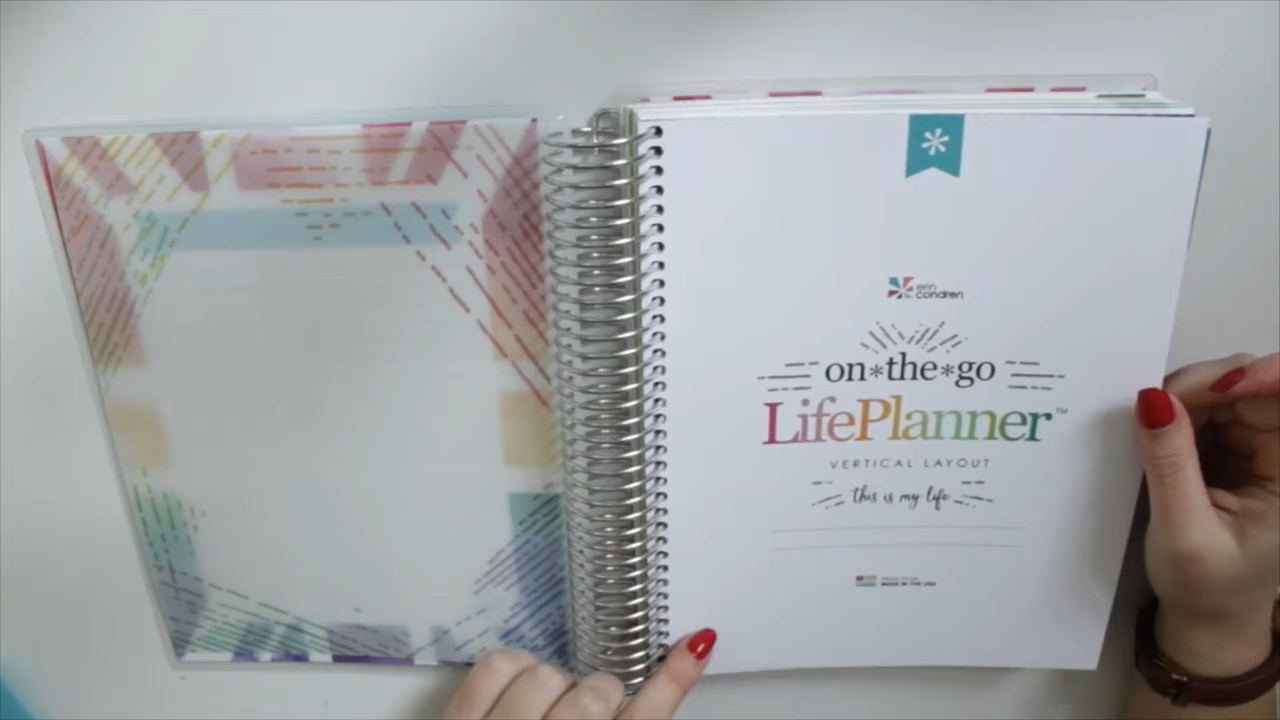 erin
condren
on*the*go
LifePlanner™
VERTICAL LAYOUT
this is my life
MADE IN THE USA